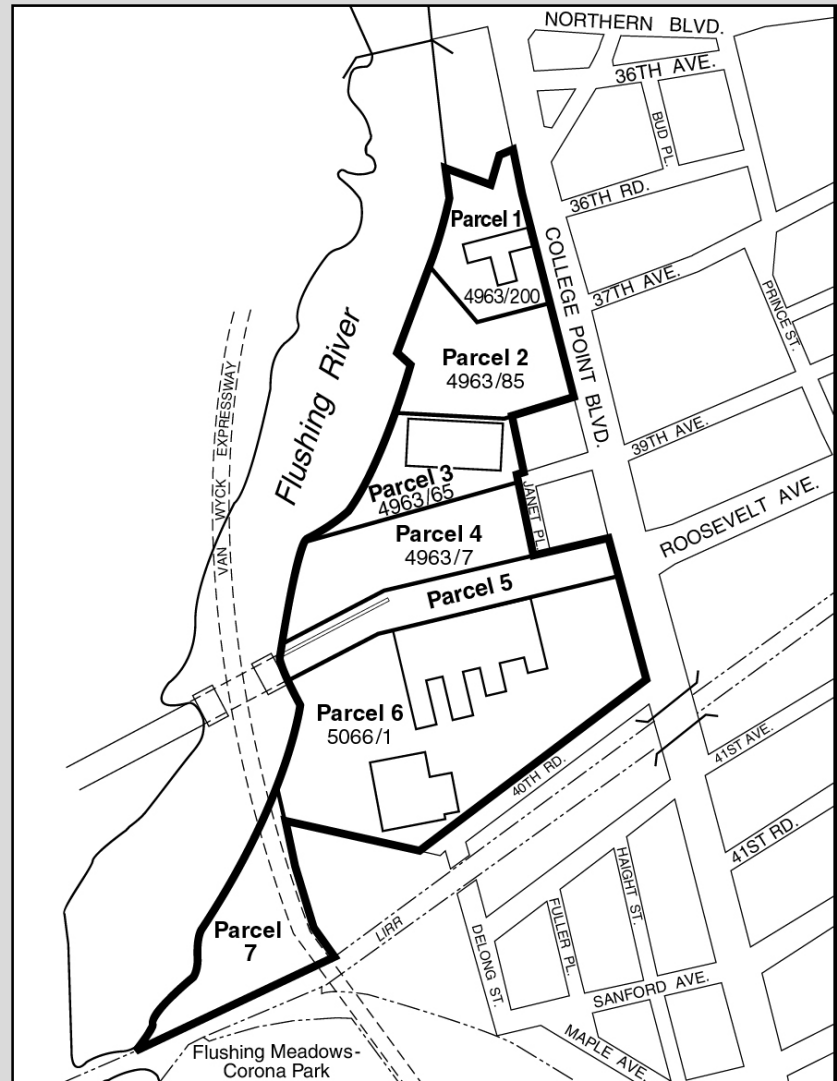 NORTHERN BLVD.
36TH AVE.
BUD PL.
36TH RD.
Parcel 1
4963/200
COLLEGE POINT BLVD.
37TH AVE.
PRINCE ST.
Flushing River
VAN WYCK EXPRESSWAY
Parcel 2
4963/85
39TH AVE.
Parcel 3
4963/65
JANET PL.
ROOSEVELT AVE.
Parcel 4
4963/7
Parcel 5
Parcel 6
5066/1
40TH RD.
41ST AVE.
41ST RD.
HAIGHT ST.
FULLER PL.
DELONG ST.
LIRR
Parcel
7
SANFORD AVE.
MAPLE AVE.
Flushing Meadows-
Corona Park